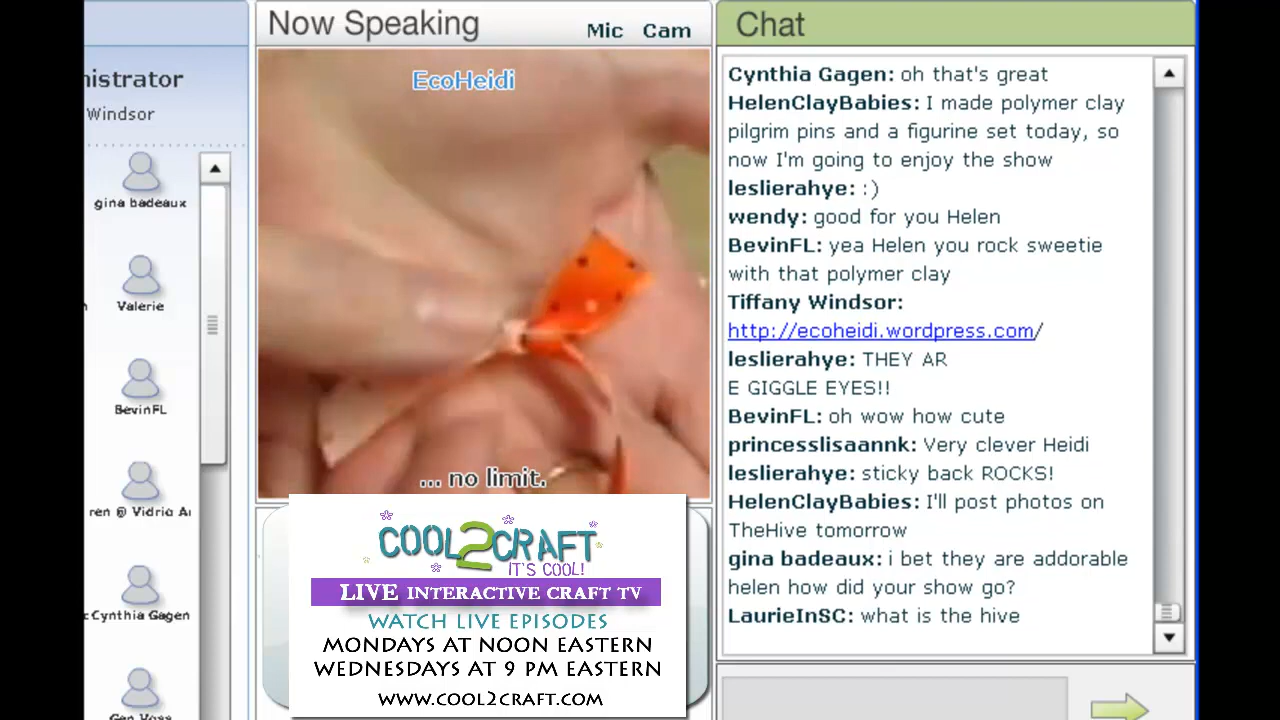 nistrator
Windsor
gina badeaux
Valerie
BevinFL
ren @ Vidrio Ar
Cynthia Gagen
Gen Voss
Now Speaking
Mic Cam
EcoHeidi
... no limit.
COOL2CRAFT
IT'S COOL!
LIVE INTERACTIVE CRAFT TV
WATCH LIVE EPISODES
MONDAYS AT NOON EASTERN
WEDNESDAYS AT 9 PM EASTERN
WWW.COOL2CRAFT.COM
Chat
Cynthia Gagen: oh that's great
HelenClayBabies: I made polymer clay
pilgrim pins and a figurine set today, so
now I'm going to enjoy the show
leslierahye: :)
wendy: good for you Helen
BevinFL: yea Helen you rock sweetie
with that polymer clay
Tiffany Windsor:
http://ecoheidi.wordpress.com/
leslierahye: THEY AR
E GIGGLE EYES!!
BevinFL: oh wow how cute
princesslisaannk: Very clever Heidi
leslierahye: sticky back ROCKS!
HelenClayBabies: I'll post photos on
TheHive tomorrow
gina badeaux: i bet they are addorable
helen how did your show go?
LaurieInSC: what is the hive